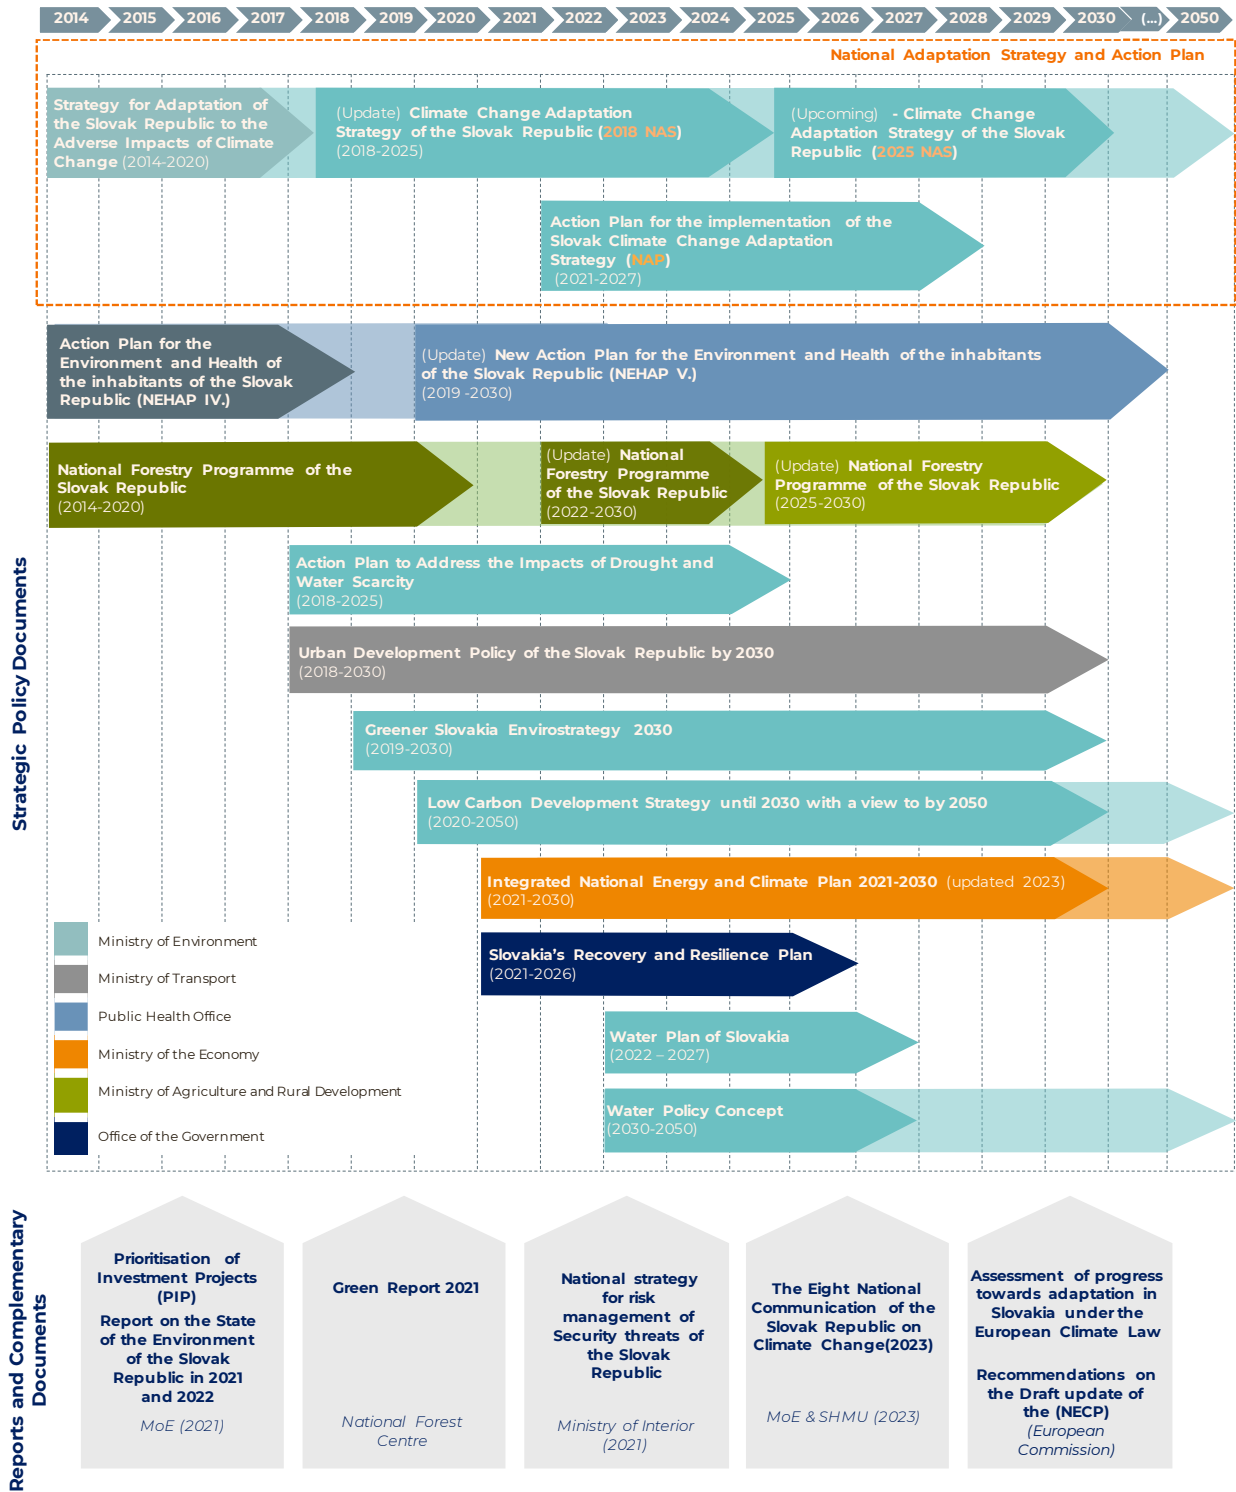 2014 2015 2016 2017 2018 2019 2020 2021 2022 2023 2024 2025 2026 2027 2028 2029 2030 (...) 2050
National Adaptation Strategy and Action Plan
Strategy for Adaptation of
the Slovak Republic to the
Adverse Impacts of Climate
Change (2014-2020)
(Update) Climate Change Adaptation
Strategy of the Slovak Republic (2018 NAS)
(2018-2025)
(Upcoming) - Climate Change
Adaptation Strategy of the Slovak
Republic (2025 NAS)
Action Plan for the implementation of the
Slovak Climate Change Adaptation
Strategy (NAP)
(2021-2027)
Action Plan for the
Environment and Health of
the inhabitants of the Slovak
Republic (NEHAP IV.)
(Update) New Action Plan for the Environment and Health of the inhabitants
of the Slovak Republic (NEHAP V.)
(2019 -2030)
National Forestry Programme of the
Slovak Republic
(2014-2020)
(Update) National
Forestry Programme
of the Slovak Republic
(2022-2030)
(Update) National Forestry
Programme of the Slovak Republic
(2025-2030)
Action Plan to Address the Impacts of Drought and
Water Scarcity
(2018-2025)
Urban Development Policy of the Slovak Republic by 2030
(2018-2030)
Greener Slovakia Envirostrategy 2030
(2019-2030)
Low Carbon Development Strategy until 2030 with a view to by 2050
(2020-2050)
Integrated National Energy and Climate Plan 2021-2030 (updated 2023)
(2021-2030)
Slovakia's Recovery and Resilience Plan
(2021-2026)
Water Plan of Slovakia
(2022 – 2027)
Water Policy Concept
(2030-2050)
Strategic Policy Documents
Ministry of Environment
Ministry of Transport
Public Health Office
Ministry of the Economy
Ministry of Agriculture and Rural Development
Office of the Government
Reports and Complementary
Documents
Prioritisation of
Investment Projects
(PIP)
Report on the State
of the Environment
of the Slovak
Republic in 2021
and 2022
MoE (2021)
Green Report 2021
National Forest
Centre
National strategy
for risk
management of
Security threats of
the Slovak
Republic
Ministry of Interior
(2021)
The Eight National
Communication of the
Slovak Republic on
Climate Change(2023)
MoE & SHMU (2023)
Assessment of progress
towards adaptation in
Slovakia under the
European Climate Law
Recommendations on
the Draft update of
the (NECP)
(European
Commission)